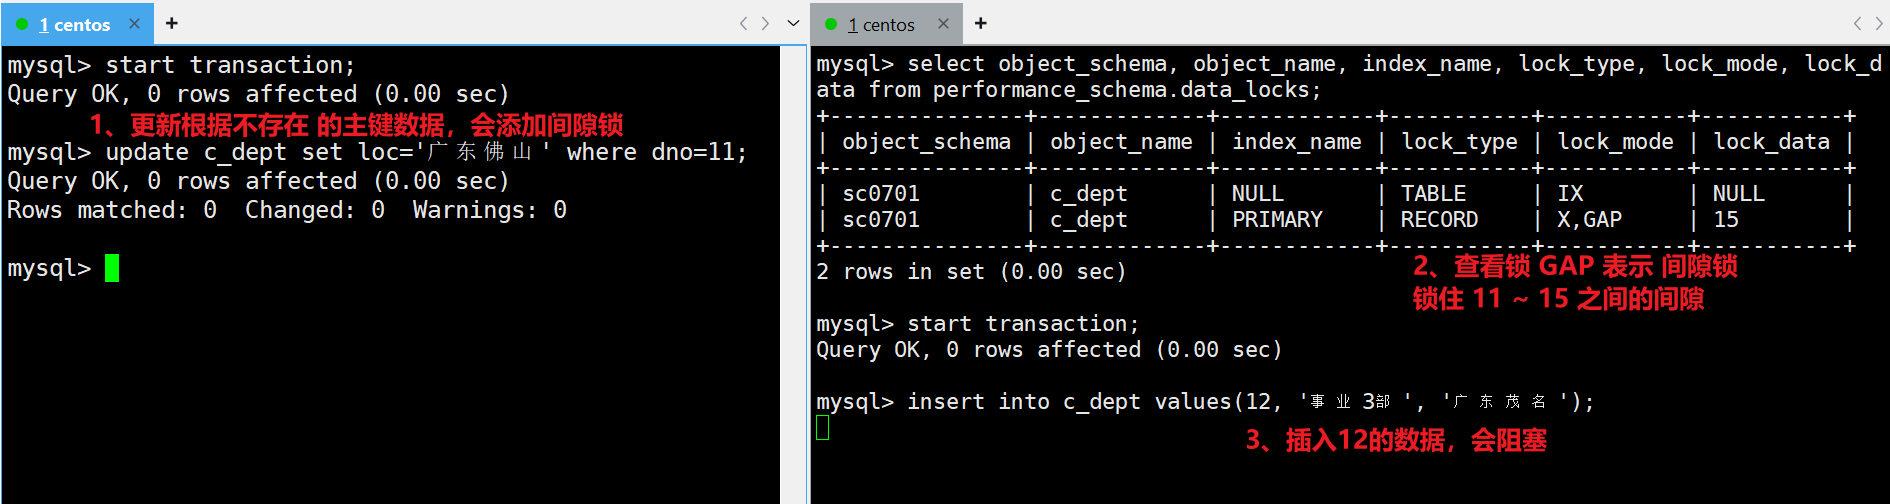 1 centos
mysql> start transaction;
Query OK, 0 rows affected (0.00 sec)
1、更新根据不存在 的主键数据，会添加间隙锁
mysql> update c_dept set loc='广东佛山' where dno=11;
Query OK, 0 rows affected (0.00 sec)
Rows matched: 0  Changed: 0  Warnings: 0
mysql>
1 centos
mysql> select object_schema, object_name, index_name, lock_type, lock_mode, lock_d
ata from performance_schema.data_locks;
+---------------+-------------+------------+-----------+-----------+-----------+
| object_schema | object_name | index_name | lock_type | lock_mode | lock_data |
+---------------+-------------+------------+-----------+-----------+-----------+
| sc0701        | c_dept      | NULL       | TABLE     | IX        | NULL      |
| sc0701        | c_dept      | PRIMARY    | RECORD    | X,GAP     | 15        |
+---------------+-------------+------------+-----------+-----------+-----------+
2 rows in set (0.00 sec)
2、查看锁 GAP 表示 间隙锁
锁住 11 ~ 15 之间的间隙
mysql> start transaction;
Query OK, 0 rows affected (0.00 sec)
mysql> insert into c_dept values(12, '事业3部', '广东茂名');
3、插入12的数据，会阻塞